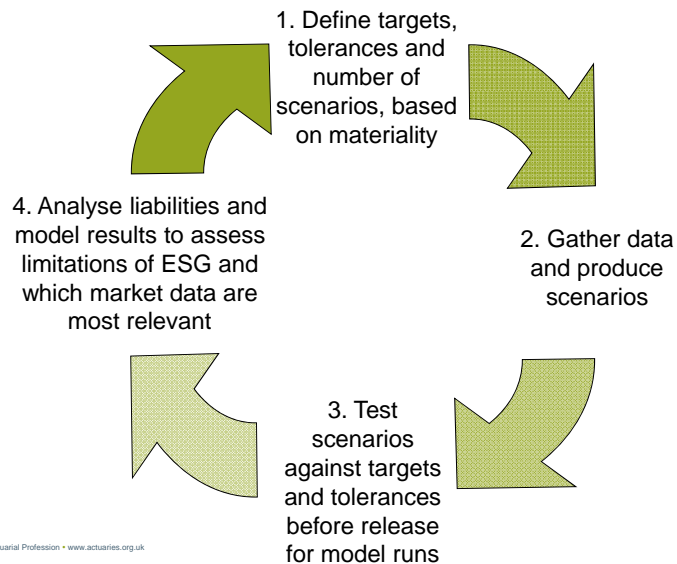 1. Define targets,
tolerances and
number of
scenarios, based
on materiality
2. Gather data
and produce
scenarios
3. Test
scenarios
against targets
and tolerances
before release
for model runs
4. Analyse liabilities and
model results to assess
limitations of ESG and
which market data are
most relevant
uarial Profession • www.actuaries.org.uk